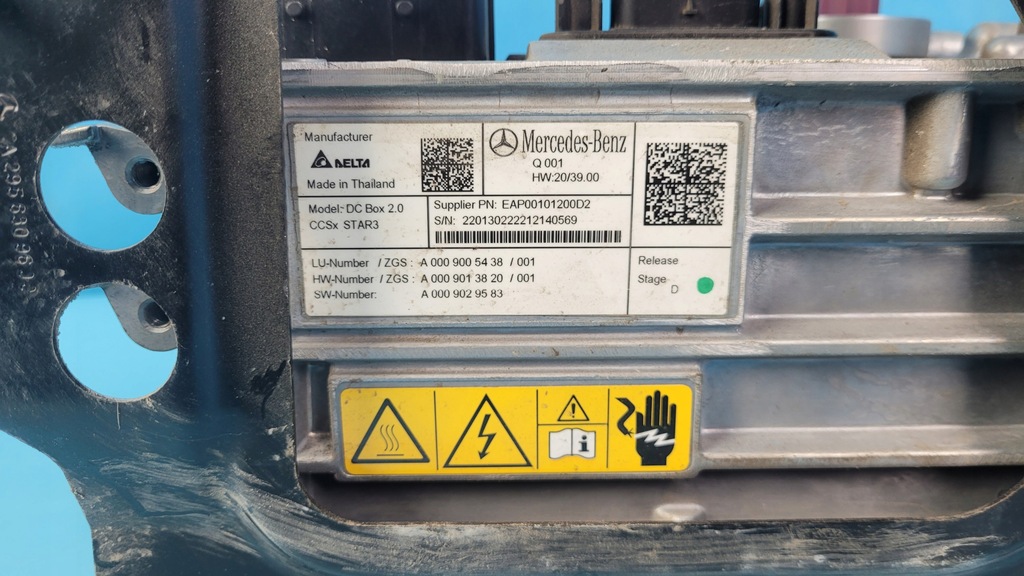 Manufacturer
DELTA
Made in Thailand
Mercedes-Benz
Q 001
HW:20/39.00
Model: DC Box 2.0
CCSx STAR3
Supplier PN: EAP00101200D2
S/N: 220130222212140569
LU-Number / ZGS : A 000 900 54 38 / 001
HW-Number / ZGS : A 000 901 38 20 / 001
SW-Number: A 000 902 95 83
Release
Stage
D
i